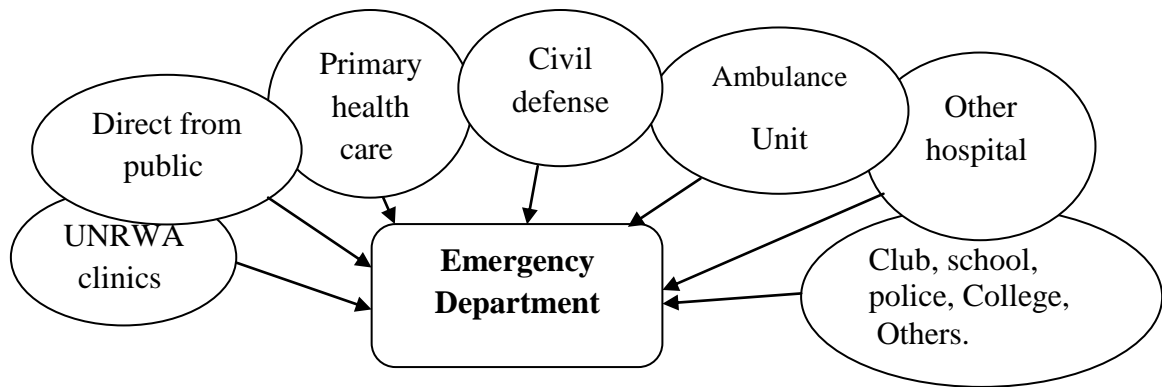 Direct from
public
UNRWA
clinics
Primary
health
care
Civil
defense
Ambulance
Unit
Other
hospital
Club, school,
police, College,
Others.
Emergency
Department